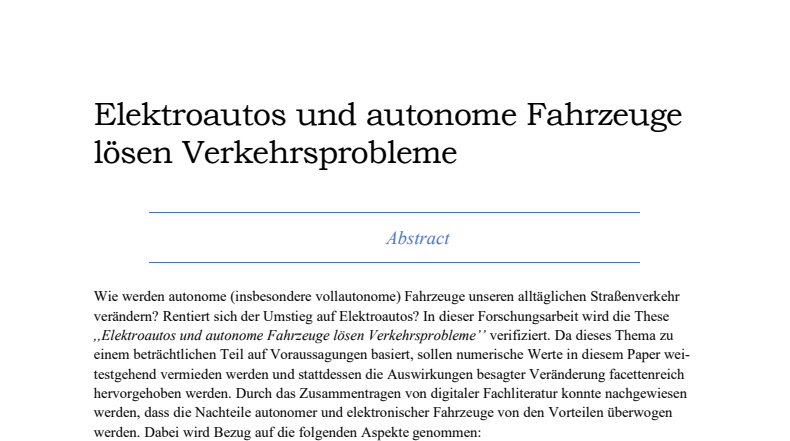 Elektroautos und autonome Fahrzeuge
lösen Verkehrsprobleme
Abstract
Wie werden autonome (insbesondere vollautonome) Fahrzeuge unseren alltäglichen Straßenverkehr
verändern? Rentiert sich der Umstieg auf Elektroautos? In dieser Forschungsarbeit wird die These
,,Elektroautos und autonome Fahrzeuge lösen Verkehrsprobleme’’ verifiziert. Da dieses Thema zu
einem beträchtlichen Teil auf Voraussagungen basiert, sollen numerische Werte in diesem Paper wei-
testgehend vermieden werden und stattdessen die Auswirkungen besagter Veränderung facettenreich
hervorgehoben werden. Durch das Zusammentragen von digitaler Fachliteratur konnte nachgewiesen
werden, dass die Nachteile autonomer und elektronischer Fahrzeuge von den Vorteilen überwogen
werden. Dabei wird Bezug auf die folgenden Aspekte genommen: